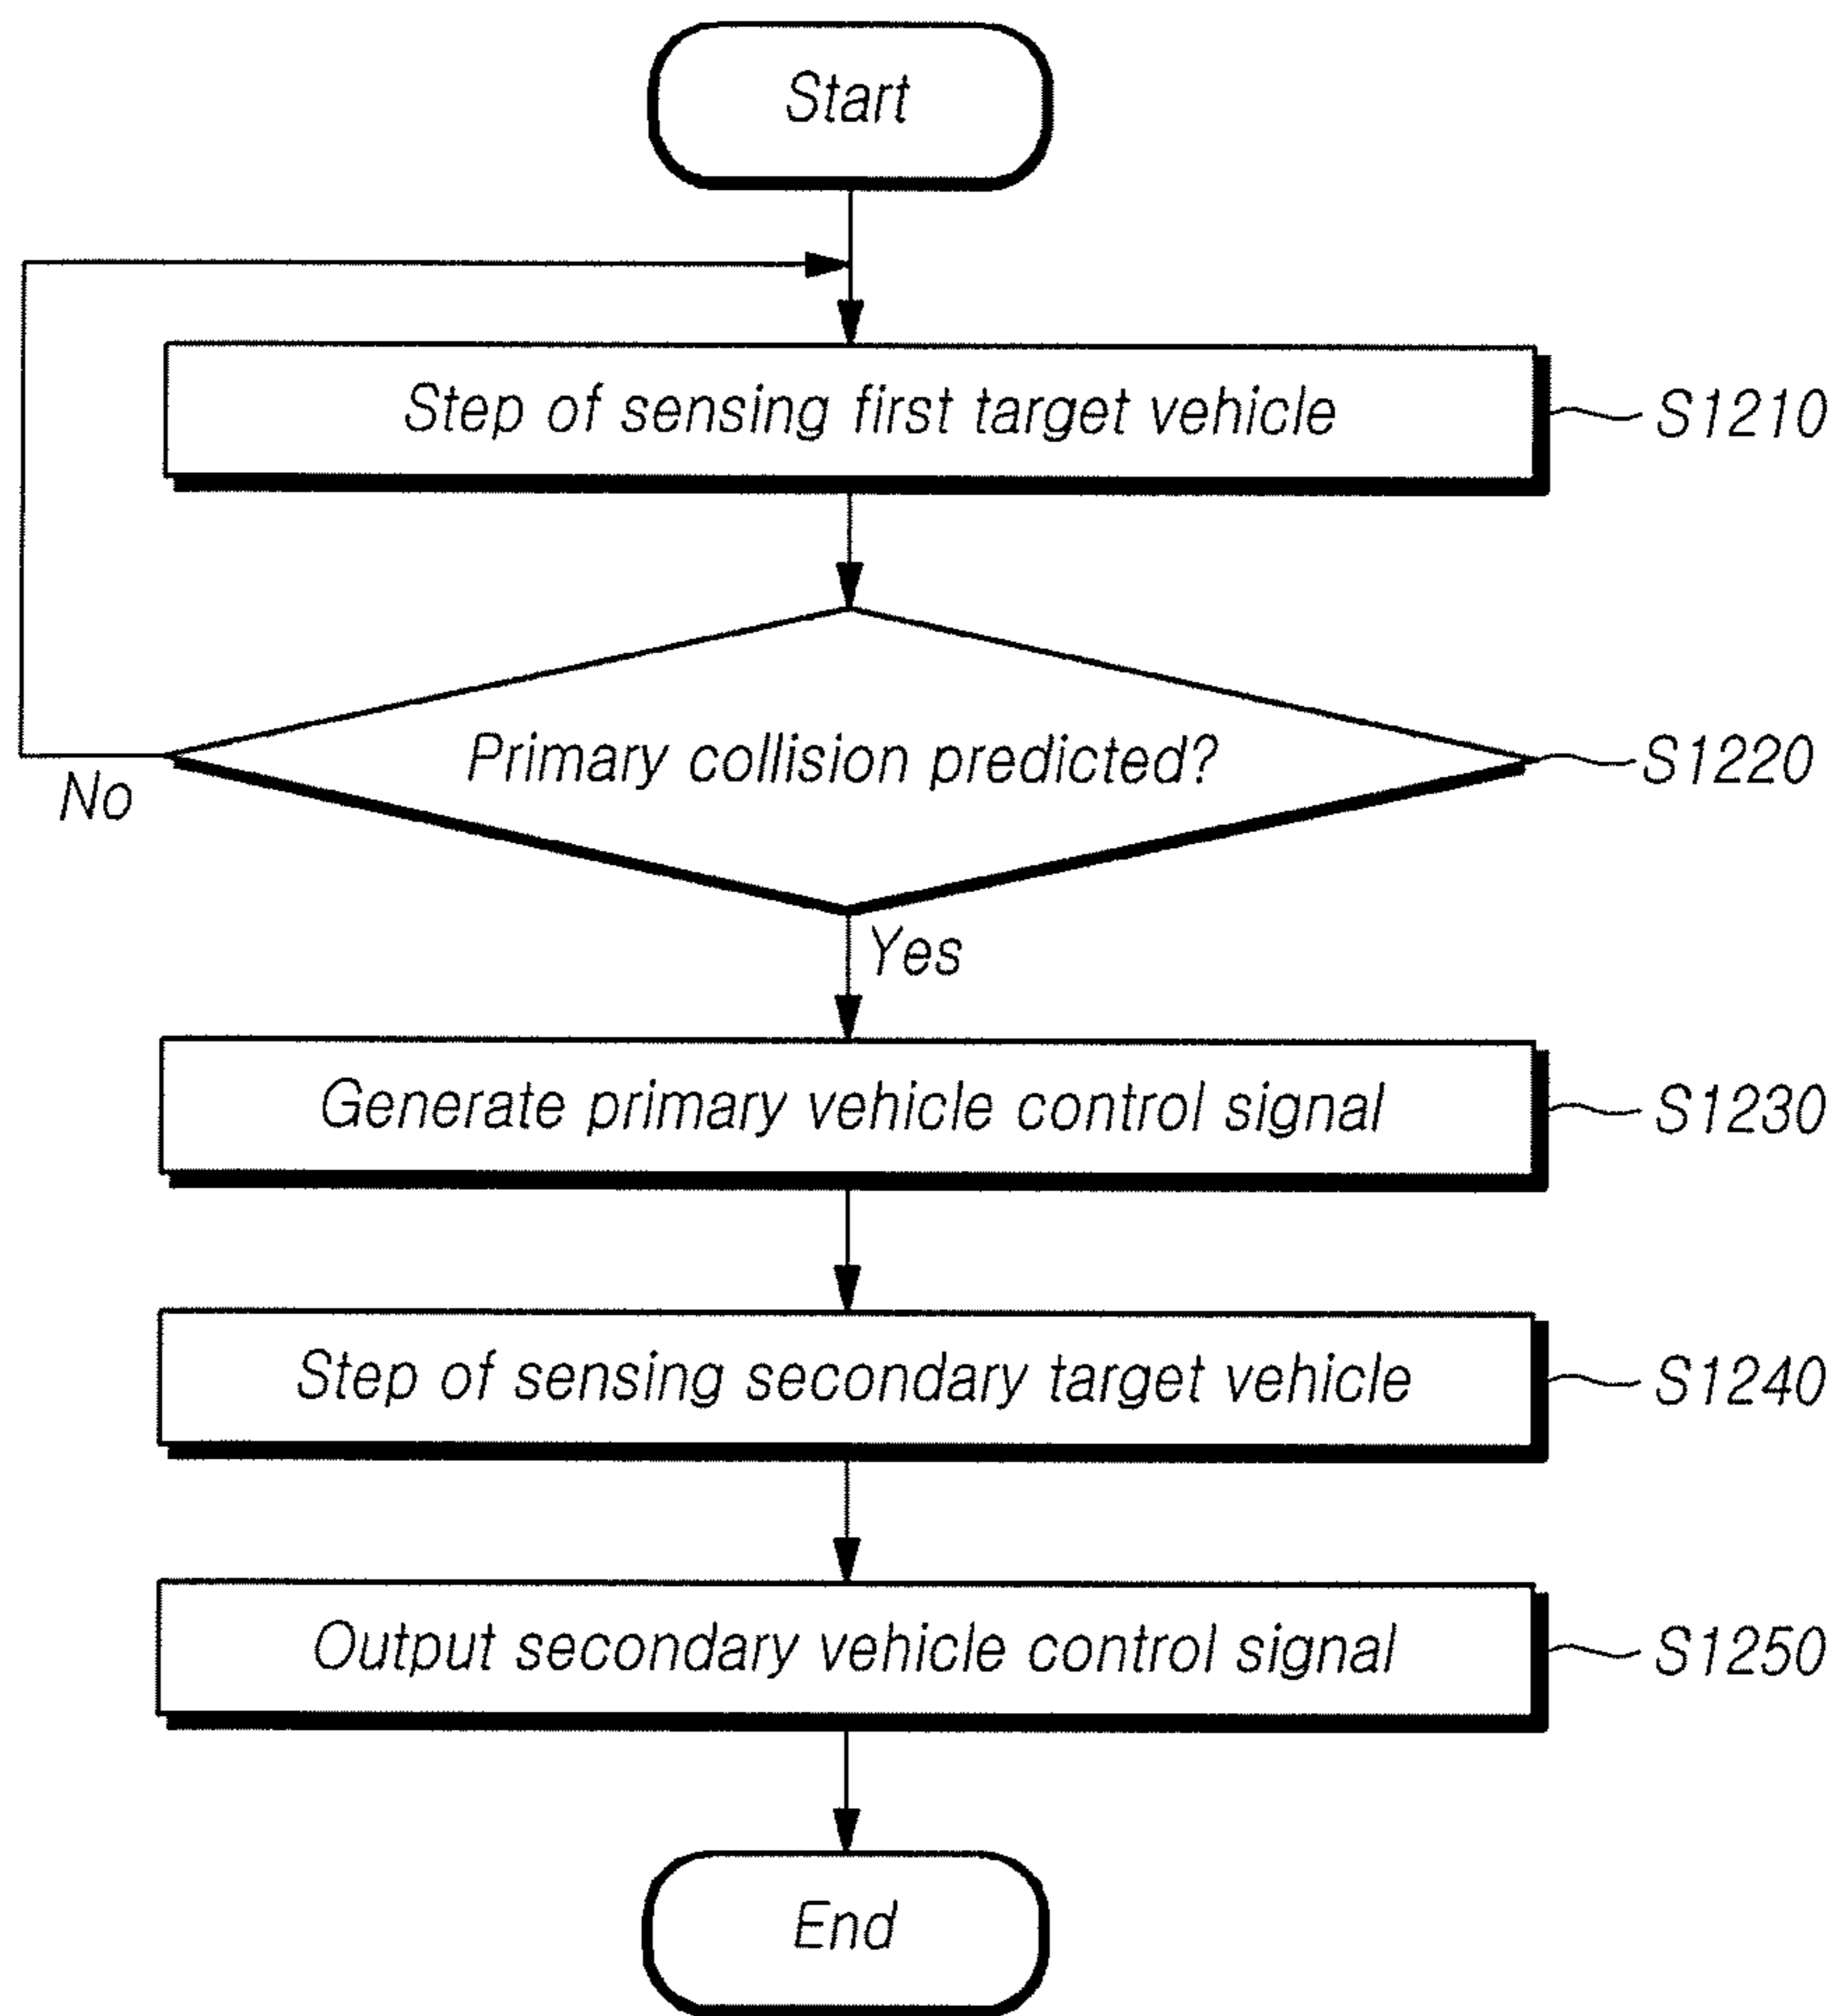 Start
Step of sensing first target vehicle
S1210
Primary collision predicted?
S1220
No
Yes
Generate primary vehicle control signal
S1230
Step of sensing secondary target vehicle
S1240
Output secondary vehicle control signal
S1250
End